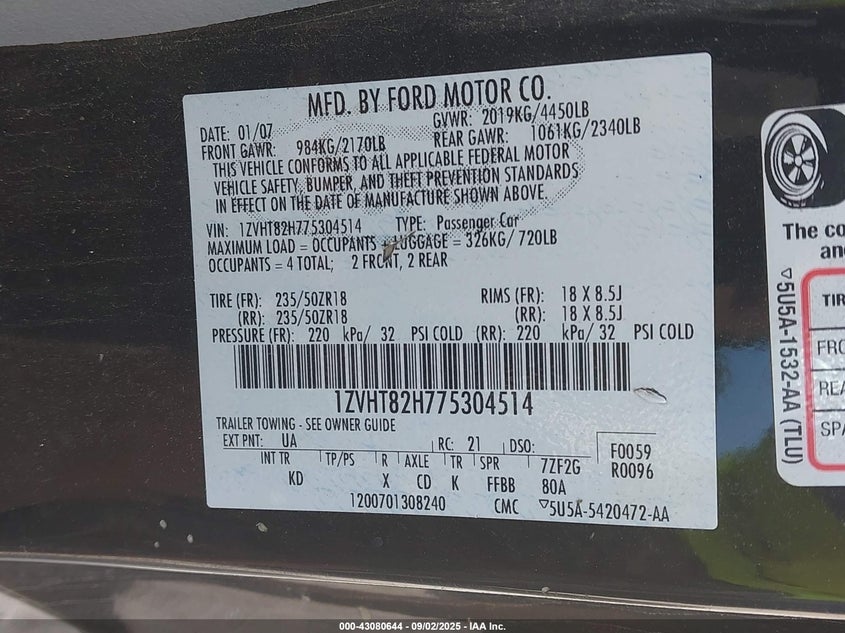 MFD. BY FORD MOTOR CO.
DATE: 01/07 GVWR: 2019KG/4450LB
FRONT GAWR: 984KG/2170LB REAR GAWR: 1061KG/2340LB
THIS VEHICLE CONFORMS TO ALL APPLICABLE FEDERAL MOTOR
VEHICLE SAFETY, BUMPER, AND THEFT PREVENTION STANDARDS
IN EFFECT ON THE DATE OF MANUFACTURE SHOWN ABOVE.
VIN: 1ZVHT82H775304514 TYPE: Passenger Car
MAXIMUM LOAD = OCCUPANTS + LUGGAGE = 326KG/ 720LB
OCCUPANTS = 4 TOTAL; 2 FRONT, 2 REAR
TIRE (FR): 235/50ZR18 RIMS (FR): 18 X 8.5J
(RR): 235/50ZR18 (RR): 18 X 8.5J
PRESSURE (FR): 220 kPa/ 32 PSI COLD (RR): 220 kPa/ 32 PSI COLD
1ZVHT82H775304514
TRAILER TOWING - SEE OWNER GUIDE
EXT PNT: UA RC: 21 DSO: F0059
INT TR TP/PS R AXLE TR SPR 7ZF2G R0096
KD X CD K FFBB 80A
1200701308240 CMC ▽5U5A-5420472-AA
The co
an
TIR
FRO
REA
SPA
▽5U5A-1532-AA (TLU)
000-43080644 - 09/02/2025 - IAA Inc.